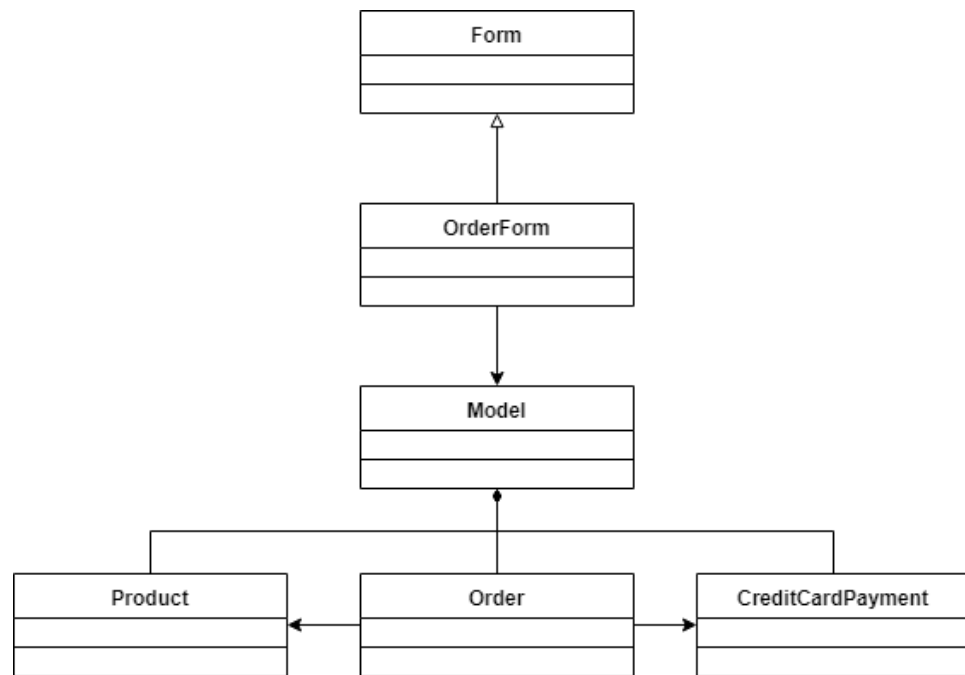 Form
OrderForm
Model
Product
Order
CreditCardPayment